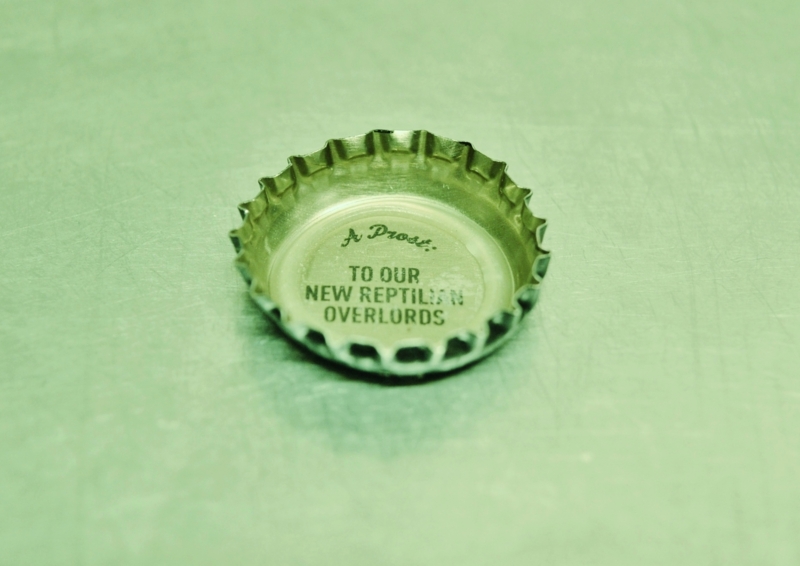 A Prost:
TO OUR
NEW REPTILIAN
OVERLORDS